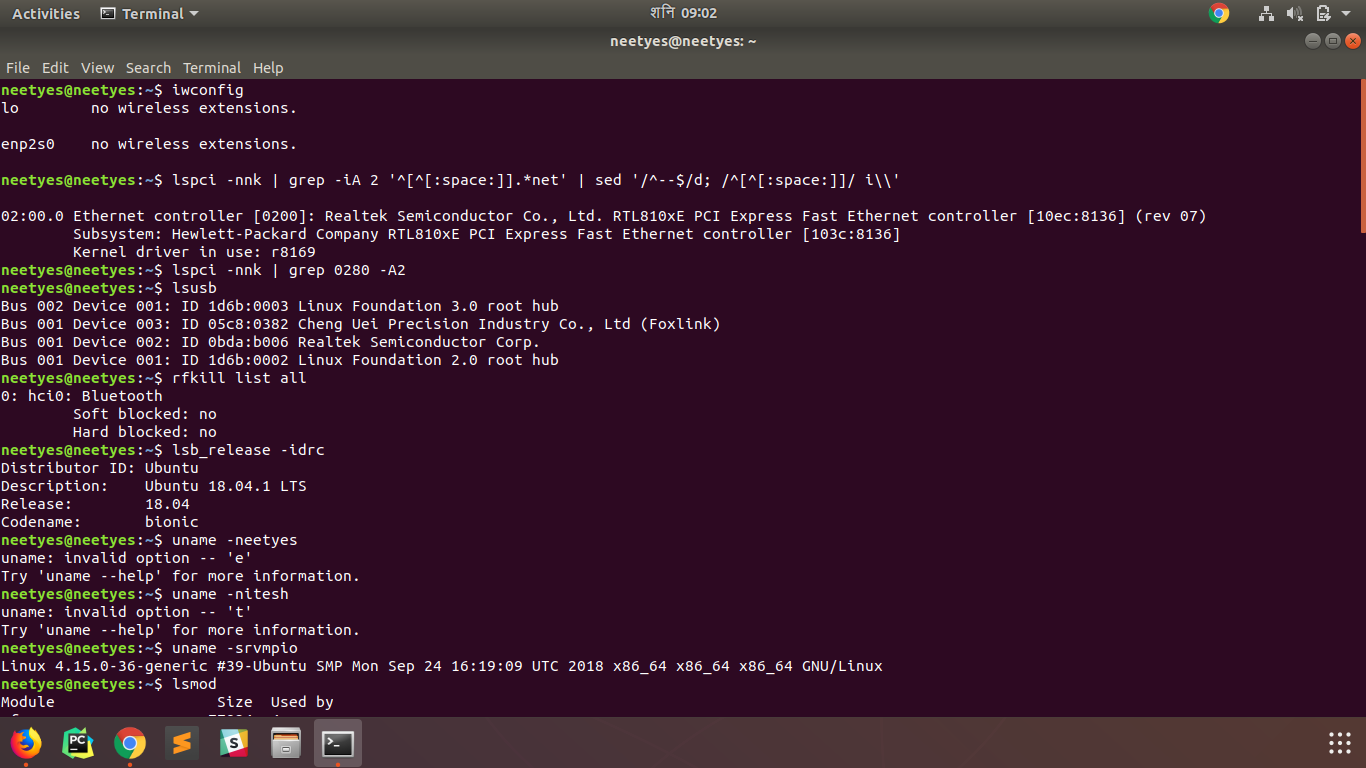 Activities Terminal शनि 09:02
neetyes@neetyes: ~
File Edit View Search Terminal Help
neetyes@neetyes:~$ iwconfig
lo        no wireless extensions.
enp2s0    no wireless extensions.
neetyes@neetyes:~$ lspci -nnk | grep -iA 2 '^[^[:space:]].*net' | sed '/^--$/d; /^[^[:space:]]/ i\\'
02:00.0 Ethernet controller [0200]: Realtek Semiconductor Co., Ltd. RTL810xE PCI Express Fast Ethernet controller [10ec:8136] (rev 07)
        Subsystem: Hewlett-Packard Company RTL810xE PCI Express Fast Ethernet controller [103c:8136]
        Kernel driver in use: r8169
neetyes@neetyes:~$ lspci -nnk | grep 0280 -A2
neetyes@neetyes:~$ lsusb
Bus 002 Device 001: ID 1d6b:0003 Linux Foundation 3.0 root hub
Bus 001 Device 003: ID 05c8:0382 Cheng Uei Precision Industry Co., Ltd (Foxlink)
Bus 001 Device 002: ID 0bda:b006 Realtek Semiconductor Corp.
Bus 001 Device 001: ID 1d6b:0002 Linux Foundation 2.0 root hub
neetyes@neetyes:~$ rfkill list all
0: hci0: Bluetooth
        Soft blocked: no
        Hard blocked: no
neetyes@neetyes:~$ lsb_release -idrc
Distributor ID: Ubuntu
Description:    Ubuntu 18.04.1 LTS
Release:        18.04
Codename:       bionic
neetyes@neetyes:~$ uname -neetyes
uname: invalid option -- 'e'
Try 'uname --help' for more information.
neetyes@neetyes:~$ uname -nitesh
uname: invalid option -- 't'
Try 'uname --help' for more information.
neetyes@neetyes:~$ uname -srvmpio
Linux 4.15.0-36-generic #39-Ubuntu SMP Mon Sep 24 16:19:09 UTC 2018 x86_64 x86_64 x86_64 GNU/Linux
neetyes@neetyes:~$ lsmod
Module                  Size  Used by
PC